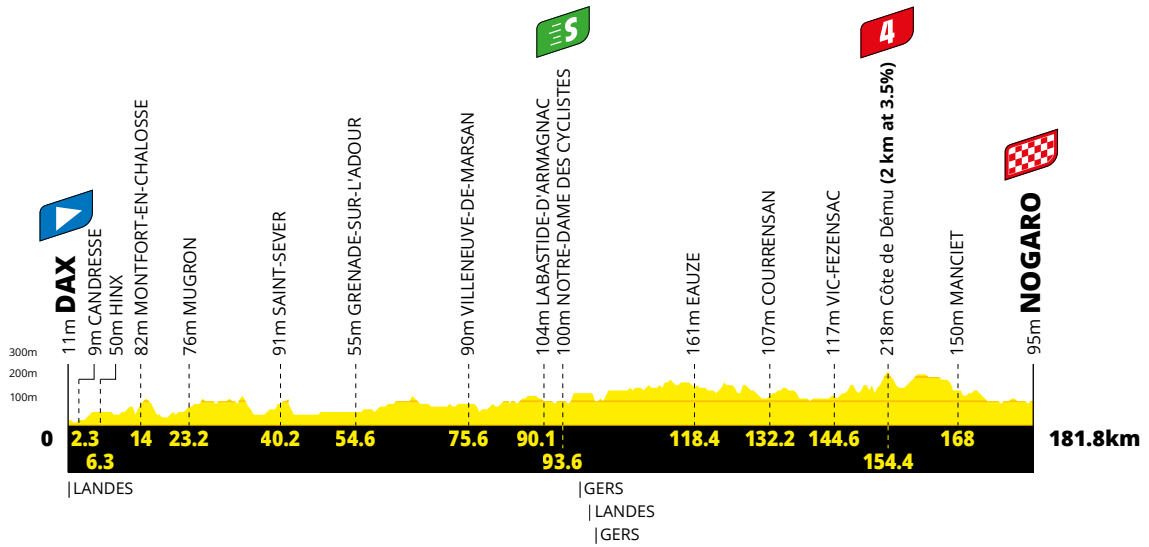 S
4
11m DAX
9m CANDRESSE
50m HINX
82m MONTFORT-EN-CHALOSSE
76m MUGRON
91m SAINT-SEVER
55m GRENADE-SUR-L'ADOUR
90m VILLENEUVE-DE-MARSAN
104m LABASTIDE-D'ARMAGNAC
100m NOTRE-DAME DES CYCLISTES
161m EAUZE
107m COURRENSAN
117m VIC-FEZENSAC
218m Côte de Dému (2 km at 3.5%)
150m MANCIET
95m NOGARO
300m
200m
100m
0 2.3 14 23.2 40.2 54.6 75.6 90.1 118.4 132.2 144.6 168 181.8km
6.3 93.6 154.4
|LANDES |GERS
|LANDES
|GERS